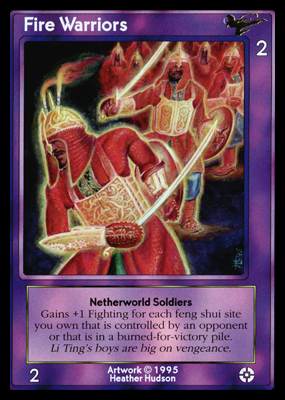 Fire Warriors
2
Netherworld Soldiers
Gains +1 Fighting for each feng shui site
you own that is controlled by an opponent
or that is in a burned-for-victory pile.
Li Ting's boys are big on vengeance.
2
Artwork © 1995
Heather Hudson